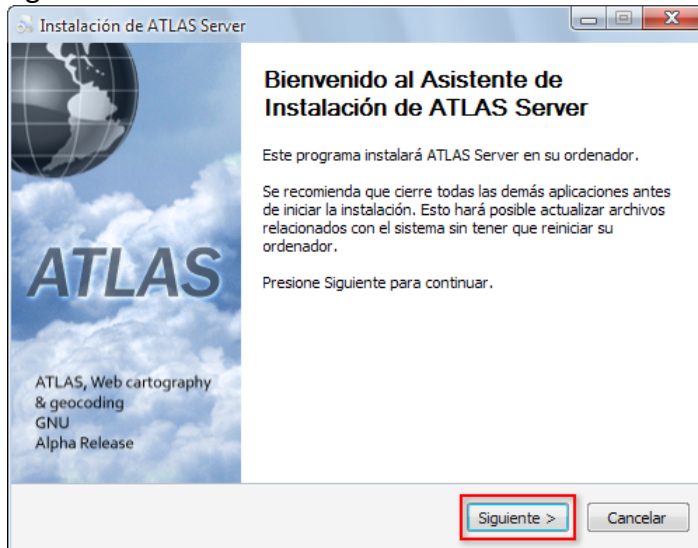 Instalación de ATLAS Server
Bienvenido al Asistente de
Instalación de ATLAS Server
Este programa instalará ATLAS Server en su ordenador.
Se recomienda que cierre todas las demás aplicaciones antes
de iniciar la instalación. Esto hará posible actualizar archivos
relacionados con el sistema sin tener que reiniciar su
ordenador.
Presione Siguiente para continuar.
ATLAS
ATLAS, Web cartography
& geocoding
GNU
Alpha Release
Siguiente >
Cancelar